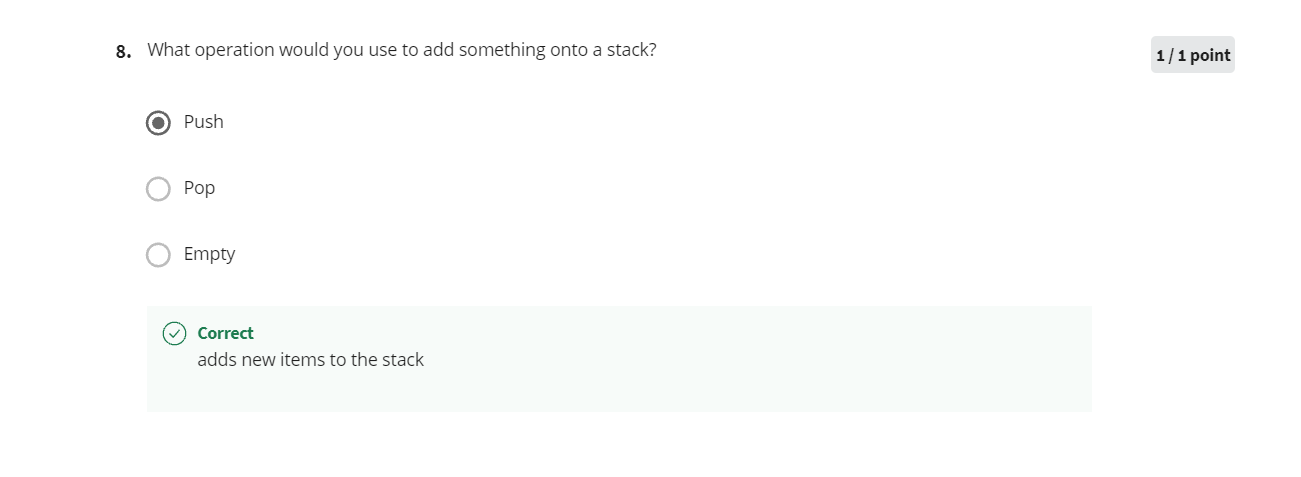 8. What operation would you use to add something onto a stack?
1 / 1 point
Push
Pop
Empty
Correct
adds new items to the stack